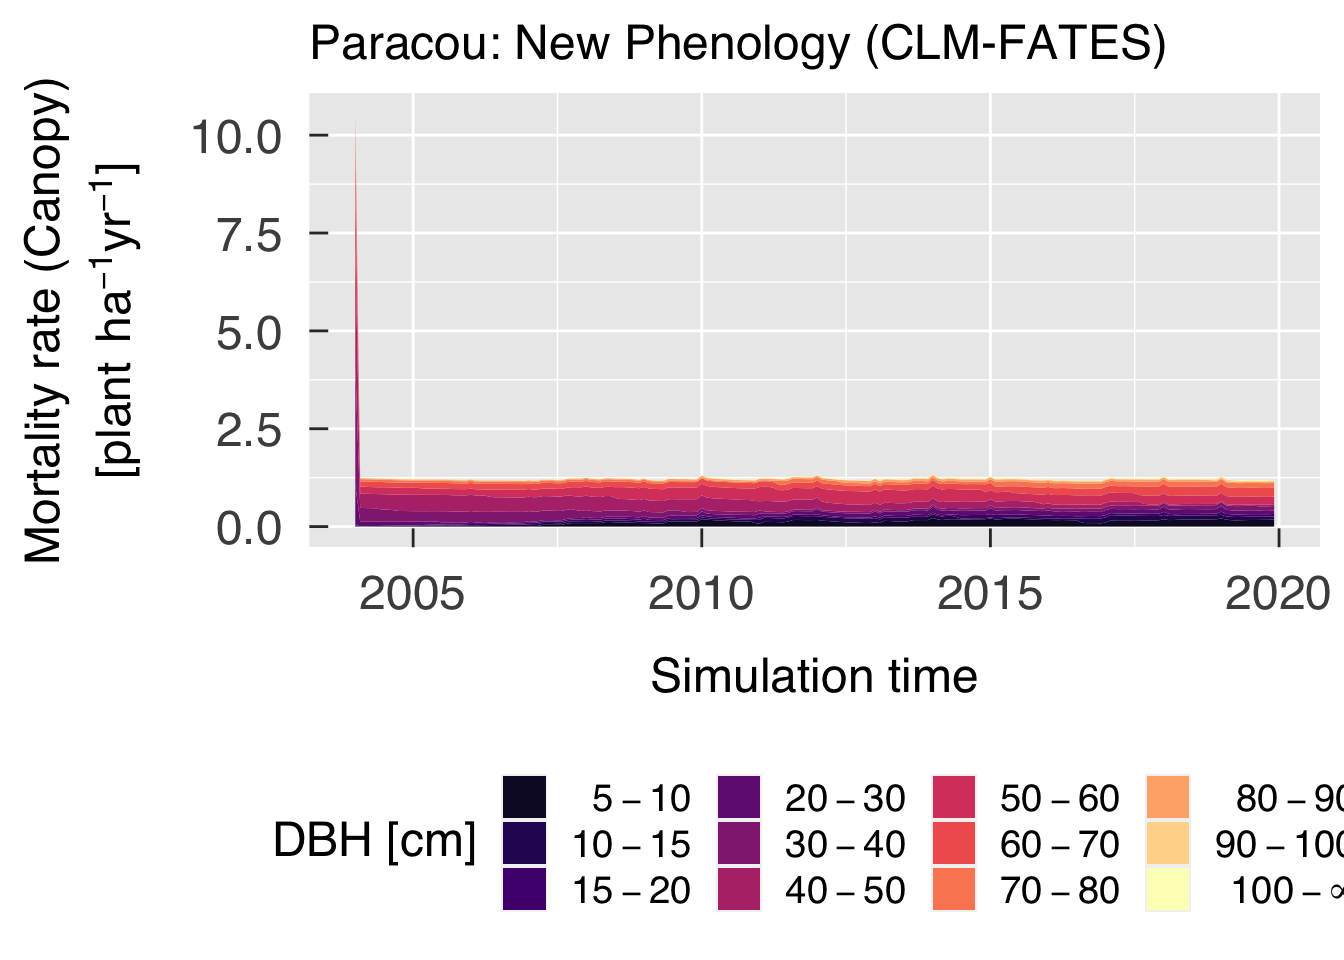 Paracou: New Phenology (CLM-FATES)
Mortality rate (Canopy)
[plant ha⁻¹yr⁻¹]
10.0
7.5
5.0
2.5
0.0
2005 2010 2015 2020
Simulation time
DBH [cm]
5 – 10 20 – 30 50 – 60 80 – 90
10 – 15 30 – 40 60 – 70 90 – 100
15 – 20 40 – 50 70 – 80 100 – ∞